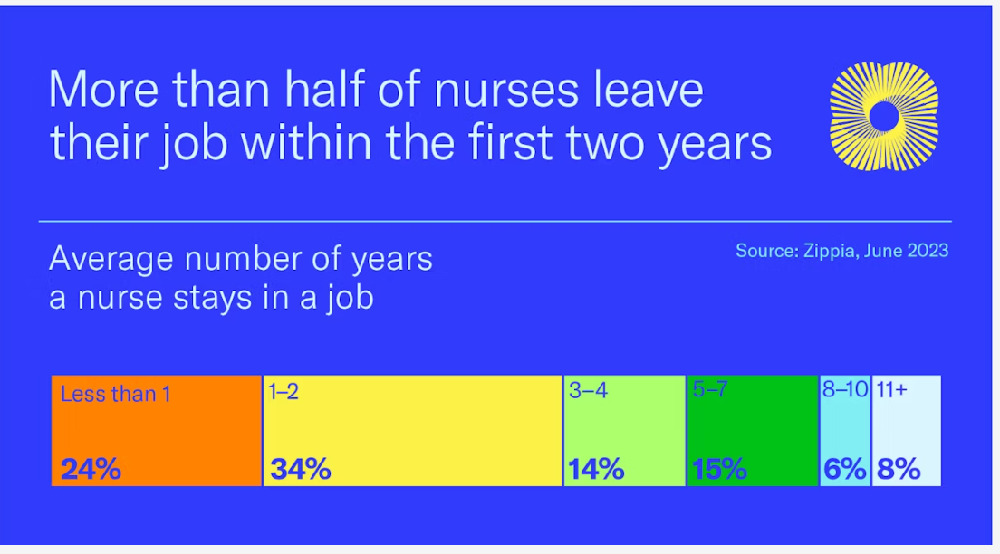 More than half of nurses leave
their job within the first two years
Average number of years
a nurse stays in a job
Source: Zippia, June 2023
Less than 1
24%
1–2
34%
3–4
14%
5–7
15%
8–10
6%
11+
8%